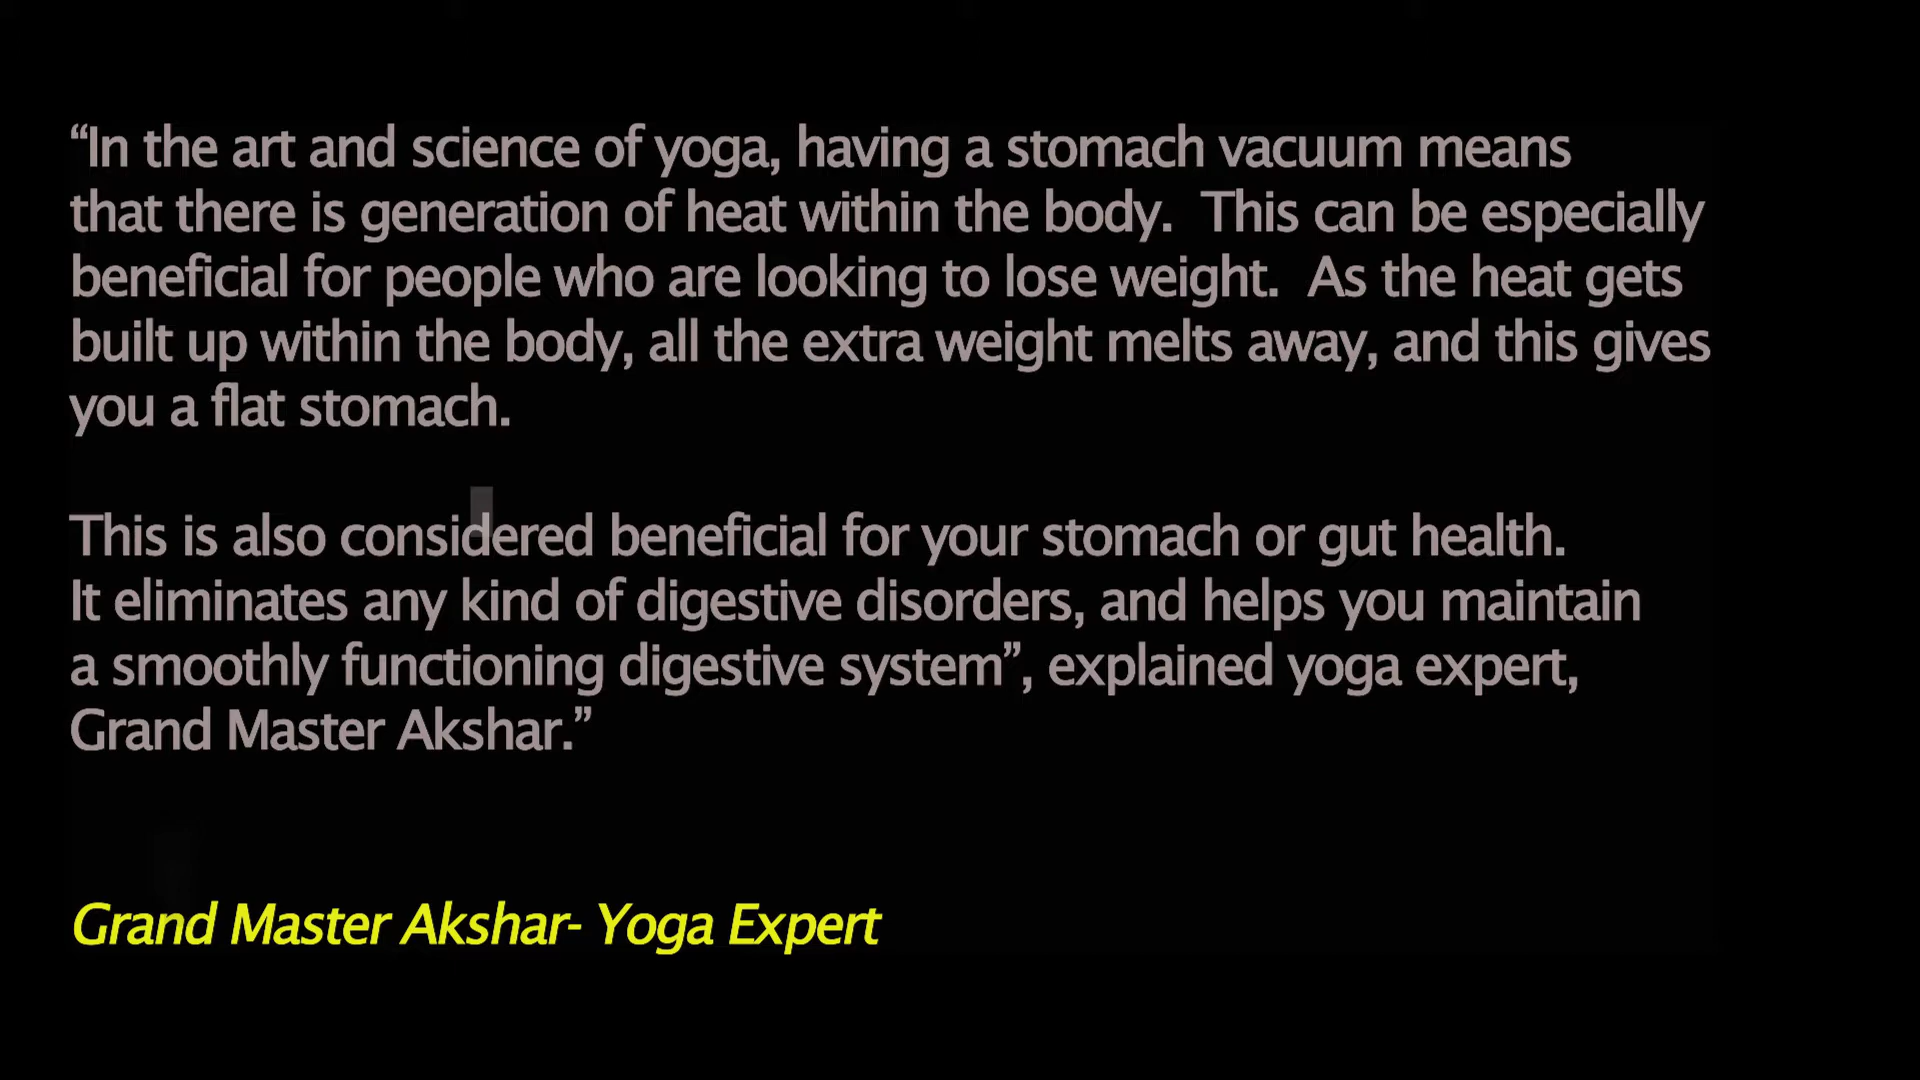 “In the art and science of yoga, having a stomach vacuum means
that there is generation of heat within the body.  This can be especially
beneficial for people who are looking to lose weight.  As the heat gets
built up within the body, all the extra weight melts away, and this gives
you a flat stomach.
This is also considered beneficial for your stomach or gut health.
It eliminates any kind of digestive disorders, and helps you maintain
a smoothly functioning digestive system”, explained yoga expert,
Grand Master Akshar.”
Grand Master Akshar- Yoga Expert